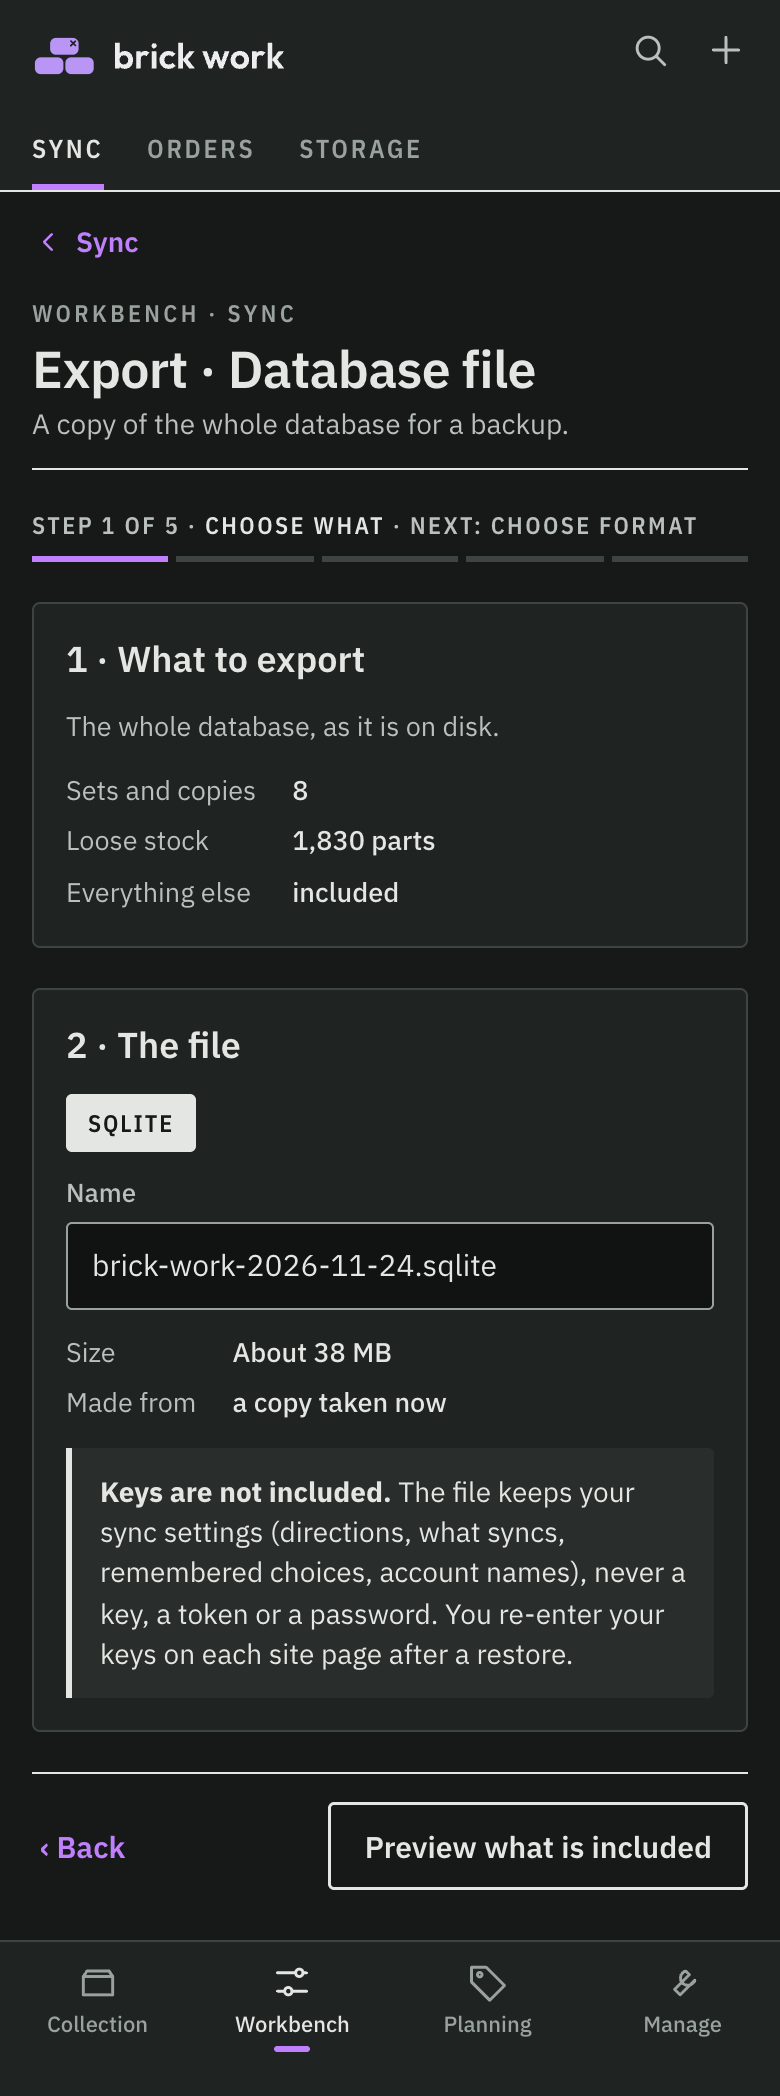 brick work
SYNC ORDERS STORAGE
Sync
WORKBENCH · SYNC
Export · Database file
A copy of the whole database for a backup.
STEP 1 OF 5 · CHOOSE WHAT · NEXT: CHOOSE FORMAT
1 · What to export
The whole database, as it is on disk.
Sets and copies 8
Loose stock 1,830 parts
Everything else included
2 · The file
SQLITE
Name
brick-work-2026-11-24.sqlite
Size About 38 MB
Made from a copy taken now
Keys are not included. The file keeps your
sync settings (directions, what syncs,
remembered choices, account names), never a
key, a token or a password. You re-enter your
keys on each site page after a restore.
‹ Back Preview what is included
Collection Workbench Planning Manage